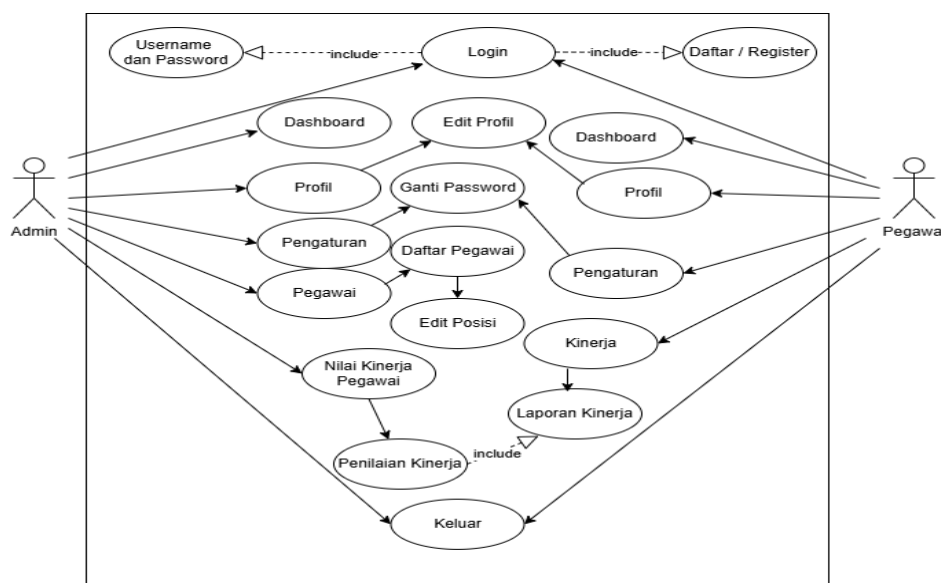 Username
dan Password
include
Login
include
Daftar / Register
Dashboard
Edit Profil
Dashboard
Admin
Profil
Ganti Password
Profil
Pegawa
Pengaturan
Daftar Pegawai
Pengaturan
Pegawai
Edit Posisi
Kinerja
Nilai Kinerja
Pegawai
Laporan Kinerja
Penilaian Kinerja
include
Keluar